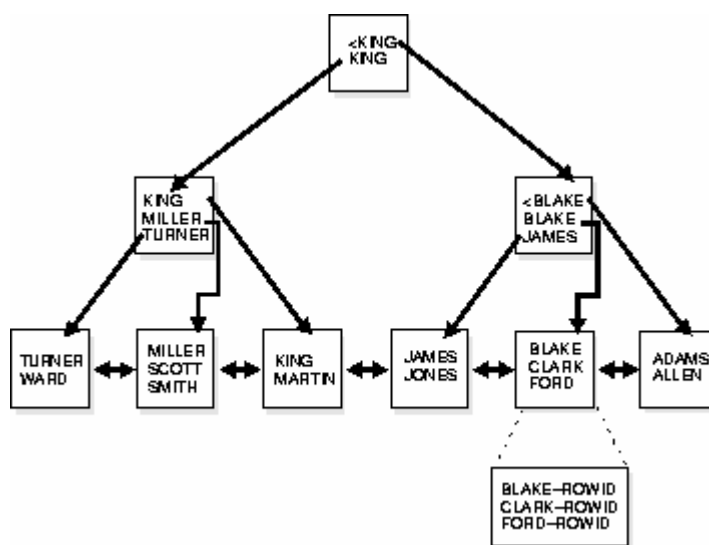 <KING
KING
KING
MILLER
TURNER
<BLAKE
BLAKE
JAMES
TURNER
WARD
MILLER
SCOTT
SMITH
KING
MARTIN
JAMES
JONES
BLAKE
CLARK
FORD
ADAMS
ALLEN
BLAKE–ROWID
CLARK–ROWID
FORD–ROWID